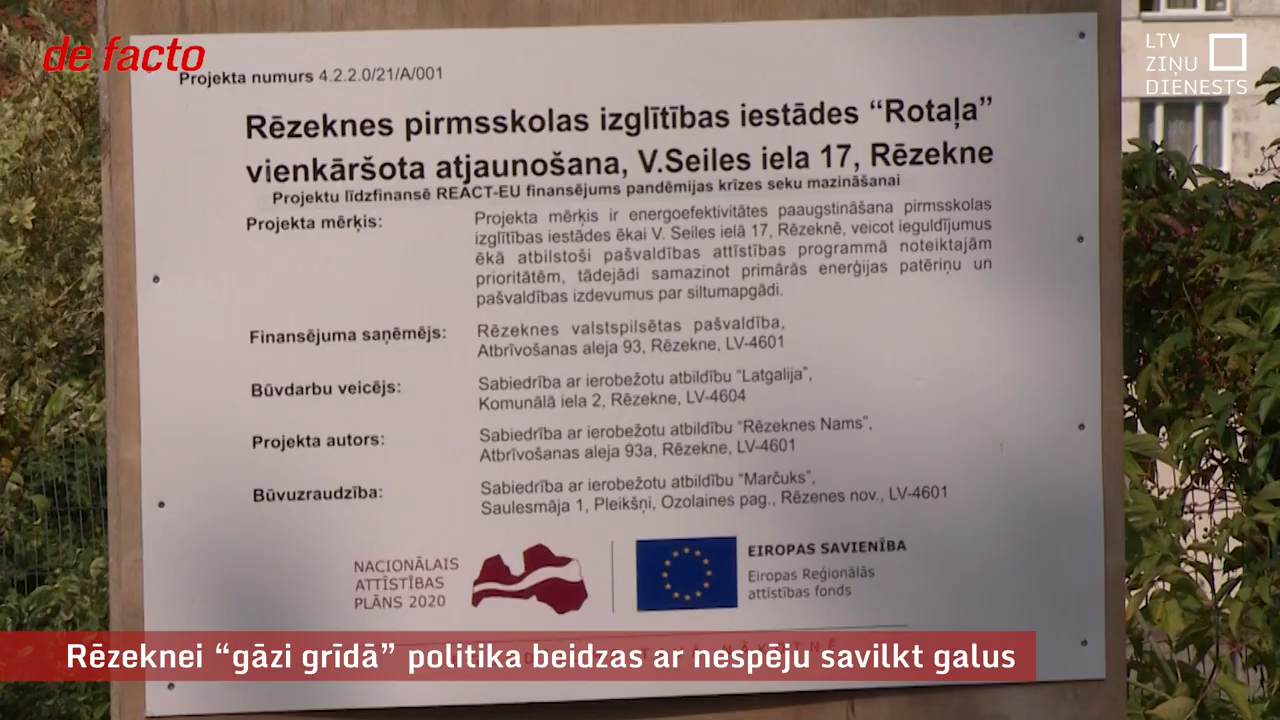 de facto
LTV
ZIŅU
DIENESTS
Projekta numurs 4.2.2.0/21/A/001
Rēzeknes pirmsskolas izglītības iestādes “Rotaļa”
vienkāršota atjaunošana, V.Seiles iela 17, Rēzekne
Projektu līdzfinansē REACT-EU finansējums pandēmijas krīzes seku mazināšanai
Projekta mērķis:
Projekta mērķis ir energoefektivitātes paaugstināšana pirmsskolas
izglītības iestādes ēkai V. Seiles ielā 17, Rēzeknē, veicot ieguldījumus
ēkā atbilstoši pašvaldības attīstības programmā noteiktajām
prioritātēm, tādejādi samazinot primārās enerģijas patēriņu un
pašvaldības izdevumus par siltumapgādi.
Finansējuma saņēmējs:
Rēzeknes valstspilsētas pašvaldība,
Atbrīvošanas aleja 93, Rēzekne, LV-4601
Būvdarbu veicējs:
Sabiedrība ar ierobežotu atbildību “Latgalija”,
Komunālā iela 2, Rēzekne, LV-4604
Projekta autors:
Sabiedrība ar ierobežotu atbildību “Rēzeknes Nams”,
Atbrīvošanas aleja 93a, Rēzekne, LV-4601
Būvuzraudzība:
Sabiedrība ar ierobežotu atbildību “Marčuks”,
Saulesmāja 1, Pleikšņi, Ozolaines pag., Rēzenes nov., LV-4601
NACIONĀLAIS
ATTĪSTĪBAS
PLĀNS 2020
EIROPAS SAVIENĪBA
Eiropas Reģionālās
attīstības fonds
Rēzeknei “gāzi grīdā” politika beidzas ar nespēju savilkt galus